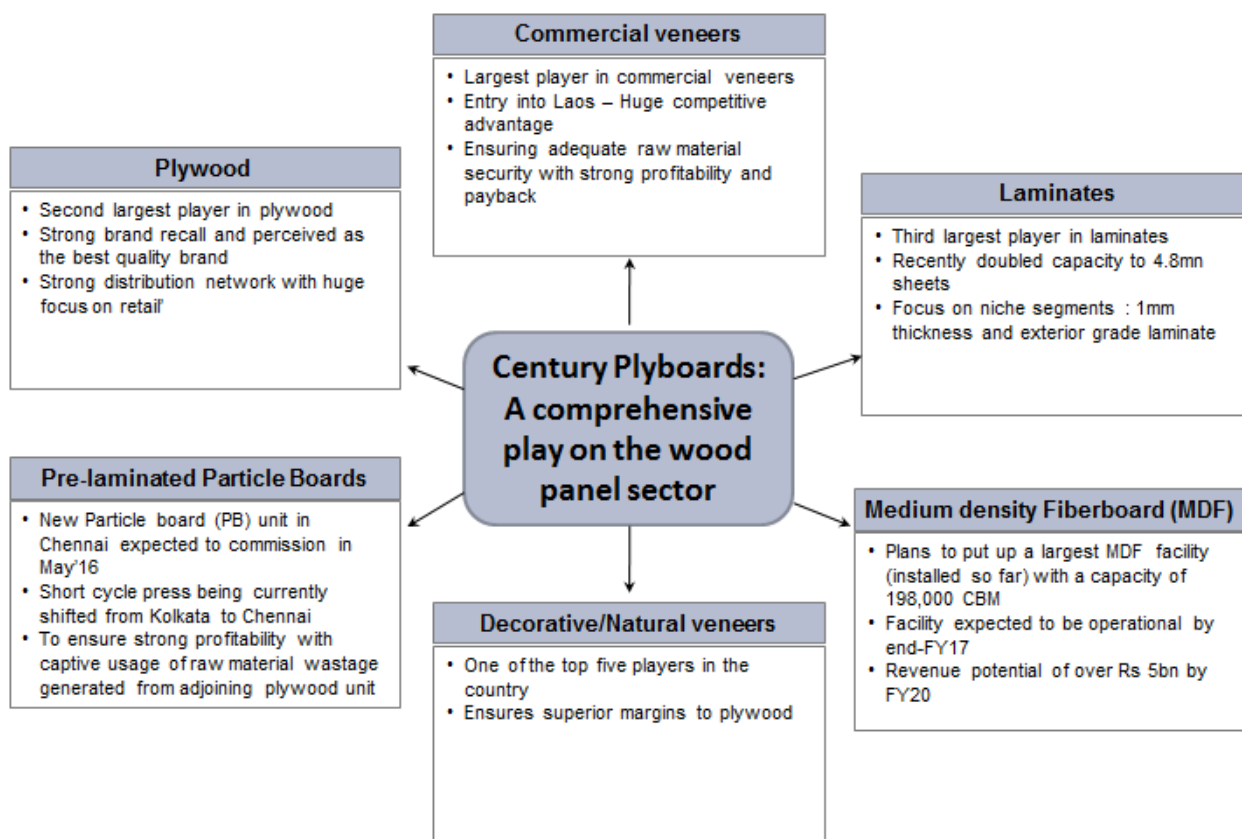 Commercial veneers
• Largest player in commercial veneers
• Entry into Laos – Huge competitive
advantage
• Ensuring adequate raw material
security with strong profitability and
payback
Plywood
• Second largest player in plywood
• Strong brand recall and perceived as
the best quality brand
• Strong distribution network with huge
focus on retail'
Laminates
• Third largest player in laminates
• Recently doubled capacity to 4.8mn
sheets
• Focus on niche segments : 1mm
thickness and exterior grade laminate
Century Plyboards:
A comprehensive
play on the wood
panel sector
Pre-laminated Particle Boards
• New Particle board (PB) unit in
Chennai expected to commission in
May'16
• Short cycle press being currently
shifted from Kolkata to Chennai
• To ensure strong profitability with
captive usage of raw material wastage
generated from adjoining plywood unit
Decorative/Natural veneers
• One of the top five players in the
country
• Ensures superior margins to plywood
Medium density Fiberboard (MDF)
• Plans to put up a largest MDF facility
(installed so far) with a capacity of
198,000 CBM
• Facility expected to be operational by
end-FY17
• Revenue potential of over Rs 5bn by
FY20